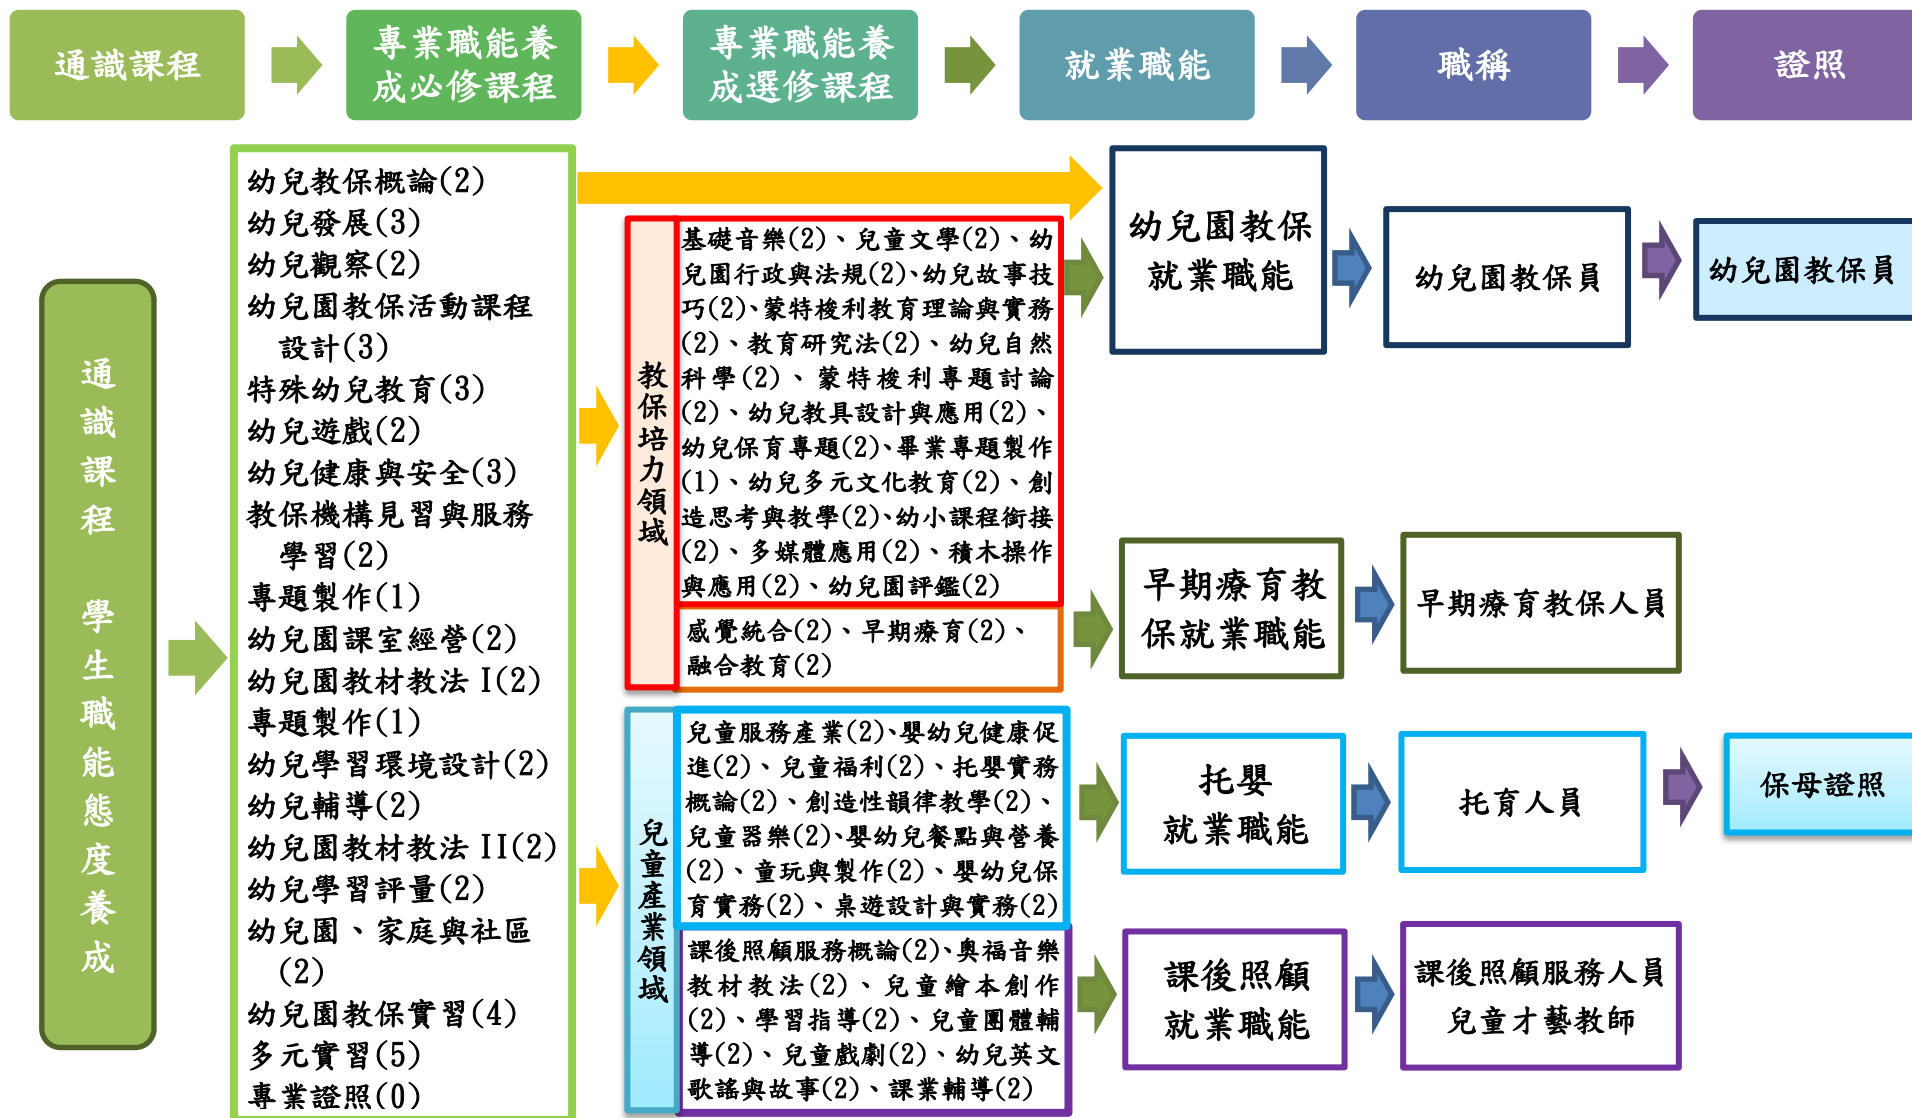 通識課程
專業職能養
成必修課程
專業職能養
成選修課程
就業職能
職稱
證照
通識課程 學生職能態度養成
幼兒教保概論(2)
幼兒發展(3)
幼兒觀察(2)
幼兒園教保活動課程
設計(3)
特殊幼兒教育(3)
幼兒遊戲(2)
幼兒健康與安全(3)
教保機構見習與服務
學習(2)
專題製作(1)
幼兒園課室經營(2)
幼兒園教材教法 I(2)
專題製作(1)
幼兒學習環境設計(2)
幼兒輔導(2)
幼兒園教材教法 II(2)
幼兒學習評量(2)
幼兒園、家庭與社區
(2)
幼兒園教保實習(4)
多元實習(5)
專業證照(0)
教保培力領域
基礎音樂(2)、兒童文學(2)、幼
兒園行政與法規(2)、幼兒故事技
巧(2)、蒙特梭利教育理論與實務
(2)、教育研究法(2)、幼兒自然
科學(2)、蒙特梭利專題討論
(2)、幼兒教具設計與應用(2)、
幼兒保育專題(2)、畢業專題製作
(1)、幼兒多元文化教育(2)、創
造思考與教學(2)、幼小課程銜接
(2)、多媒體應用(2)、積木操作
與應用(2)、幼兒園評鑑(2)
感覺統合(2)、早期療育(2)、
融合教育(2)
兒童產業領域
兒童服務產業(2)、嬰幼兒健康促
進(2)、兒童福利(2)、托嬰實務
概論(2)、創造性韻律教學(2)、
兒童器樂(2)、嬰幼兒餐點與營養
(2)、童玩與製作(2)、嬰幼兒保
育實務(2)、桌遊設計與實務(2)
課後照顧服務概論(2)、奧福音樂
教材教法(2)、兒童繪本創作
(2)、學習指導(2)、兒童團體輔
導(2)、兒童戲劇(2)、幼兒英文
歌謠與故事(2)、課業輔導(2)
幼兒園教保
就業職能
幼兒園教保員
幼兒園教保員
早期療育教
保就業職能
早期療育教保人員
托嬰
就業職能
托育人員
保母證照
課後照顧
就業職能
課後照顧服務人員
兒童才藝教師